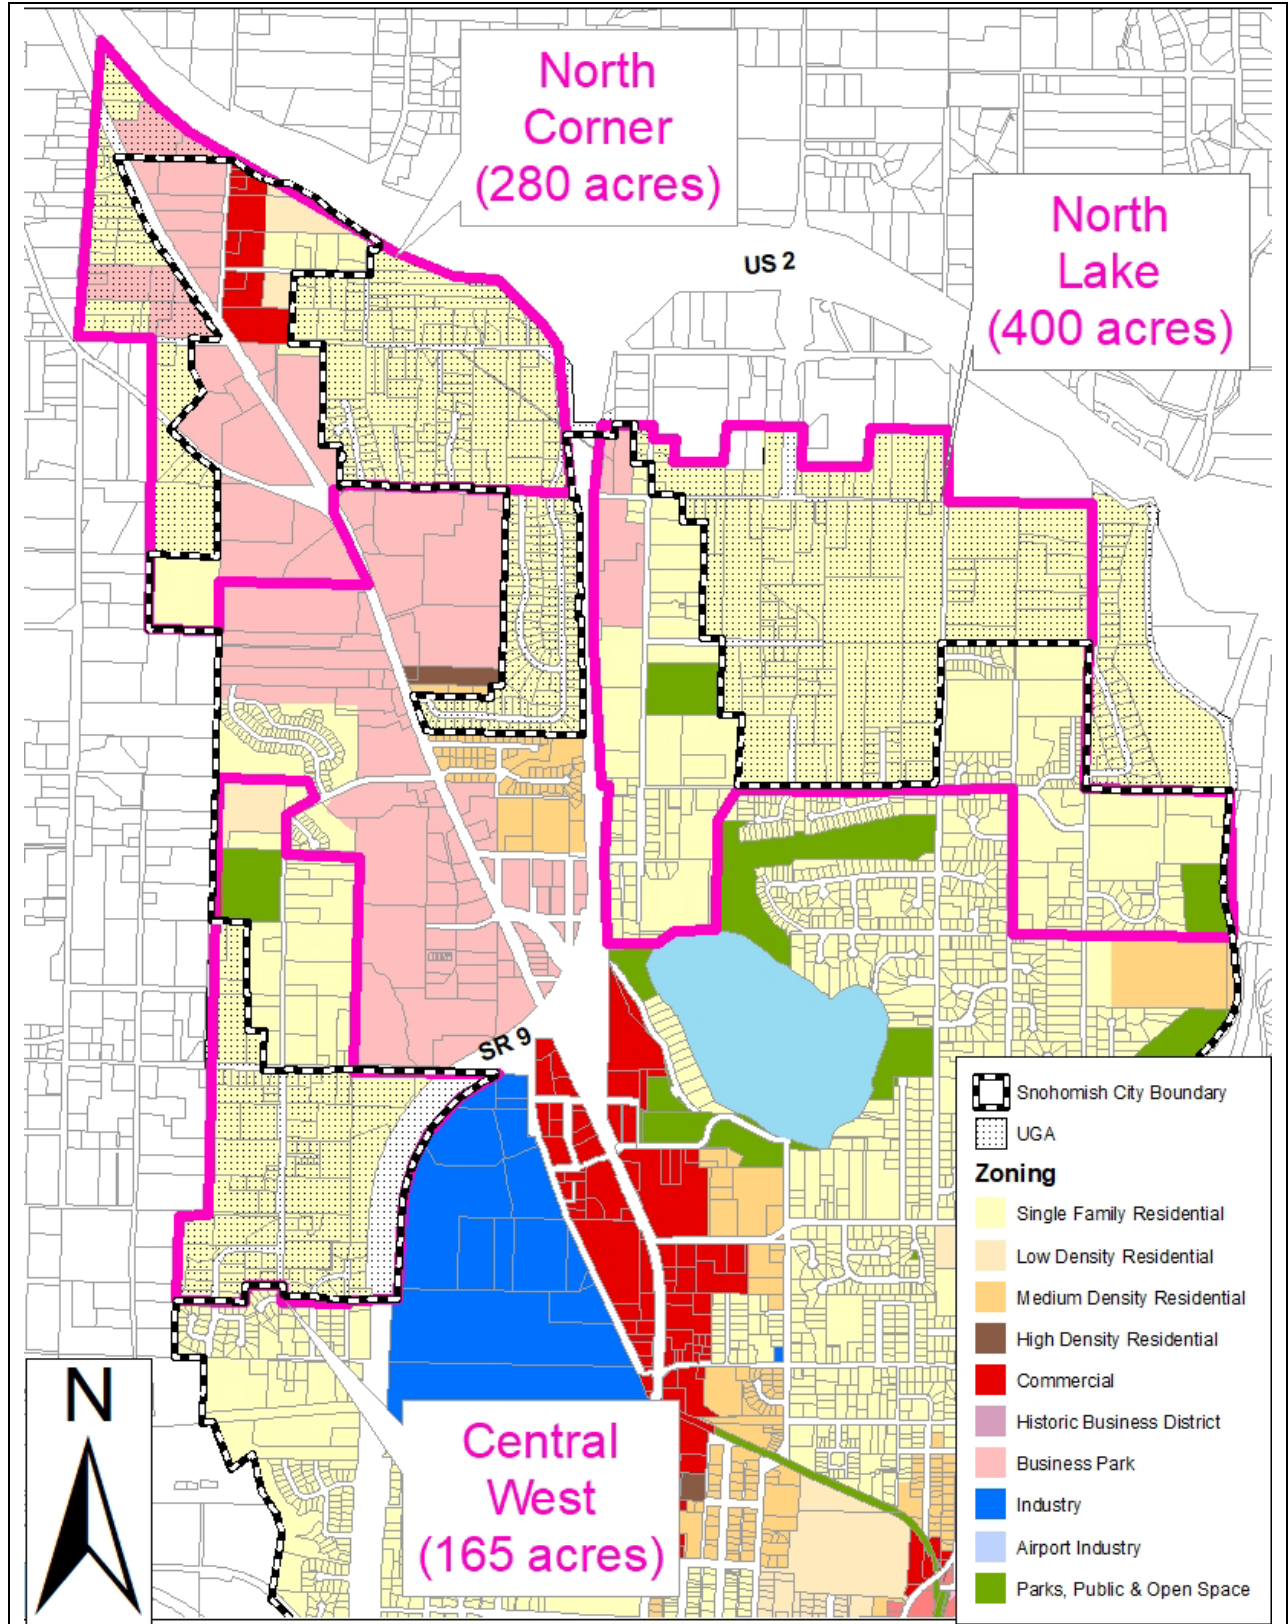 North
Corner
(280 acres)
North
Lake
(400 acres)
US 2
SR 9
Snohomish City Boundary
UGA
Zoning
Single Family Residential
Low Density Residential
Medium Density Residential
High Density Residential
Commercial
Historic Business District
Business Park
Industry
Airport Industry
Parks, Public & Open Space
N
Central
West
(165 acres)